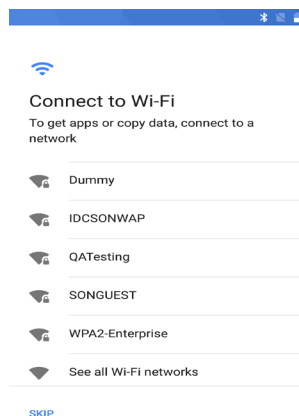 Connect to Wi-Fi
To get apps or copy data, connect to a
network
Dummy
IDCSONWAP
QATesting
SONGUEST
WPA2-Enterprise
See all Wi-Fi networks
SKIP